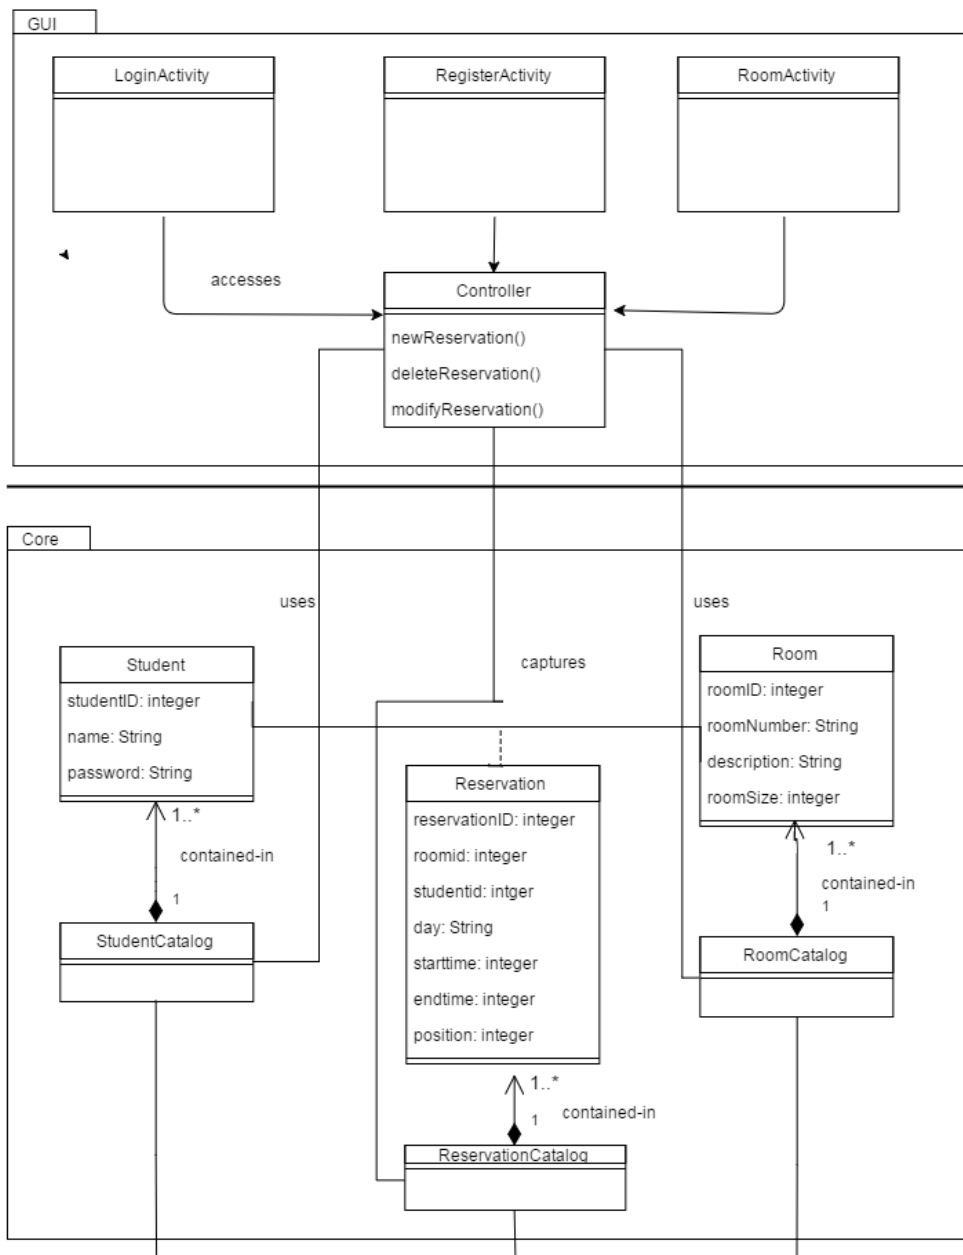 GUI
LoginActivity
RegisterActivity
RoomActivity
accesses
Controller
newReservation()
deleteReservation()
modifyReservation()
Core
uses
uses
captures
Student
studentID: integer
name: String
password: String
1..*
contained-in
1
StudentCatalog
Room
roomID: integer
roomNumber: String
description: String
roomSize: integer
1..*
contained-in
1
RoomCatalog
Reservation
reservationID: integer
roomid: integer
studentid: intger
day: String
starttime: integer
endtime: integer
position: integer
1..*
contained-in
1
ReservationCatalog